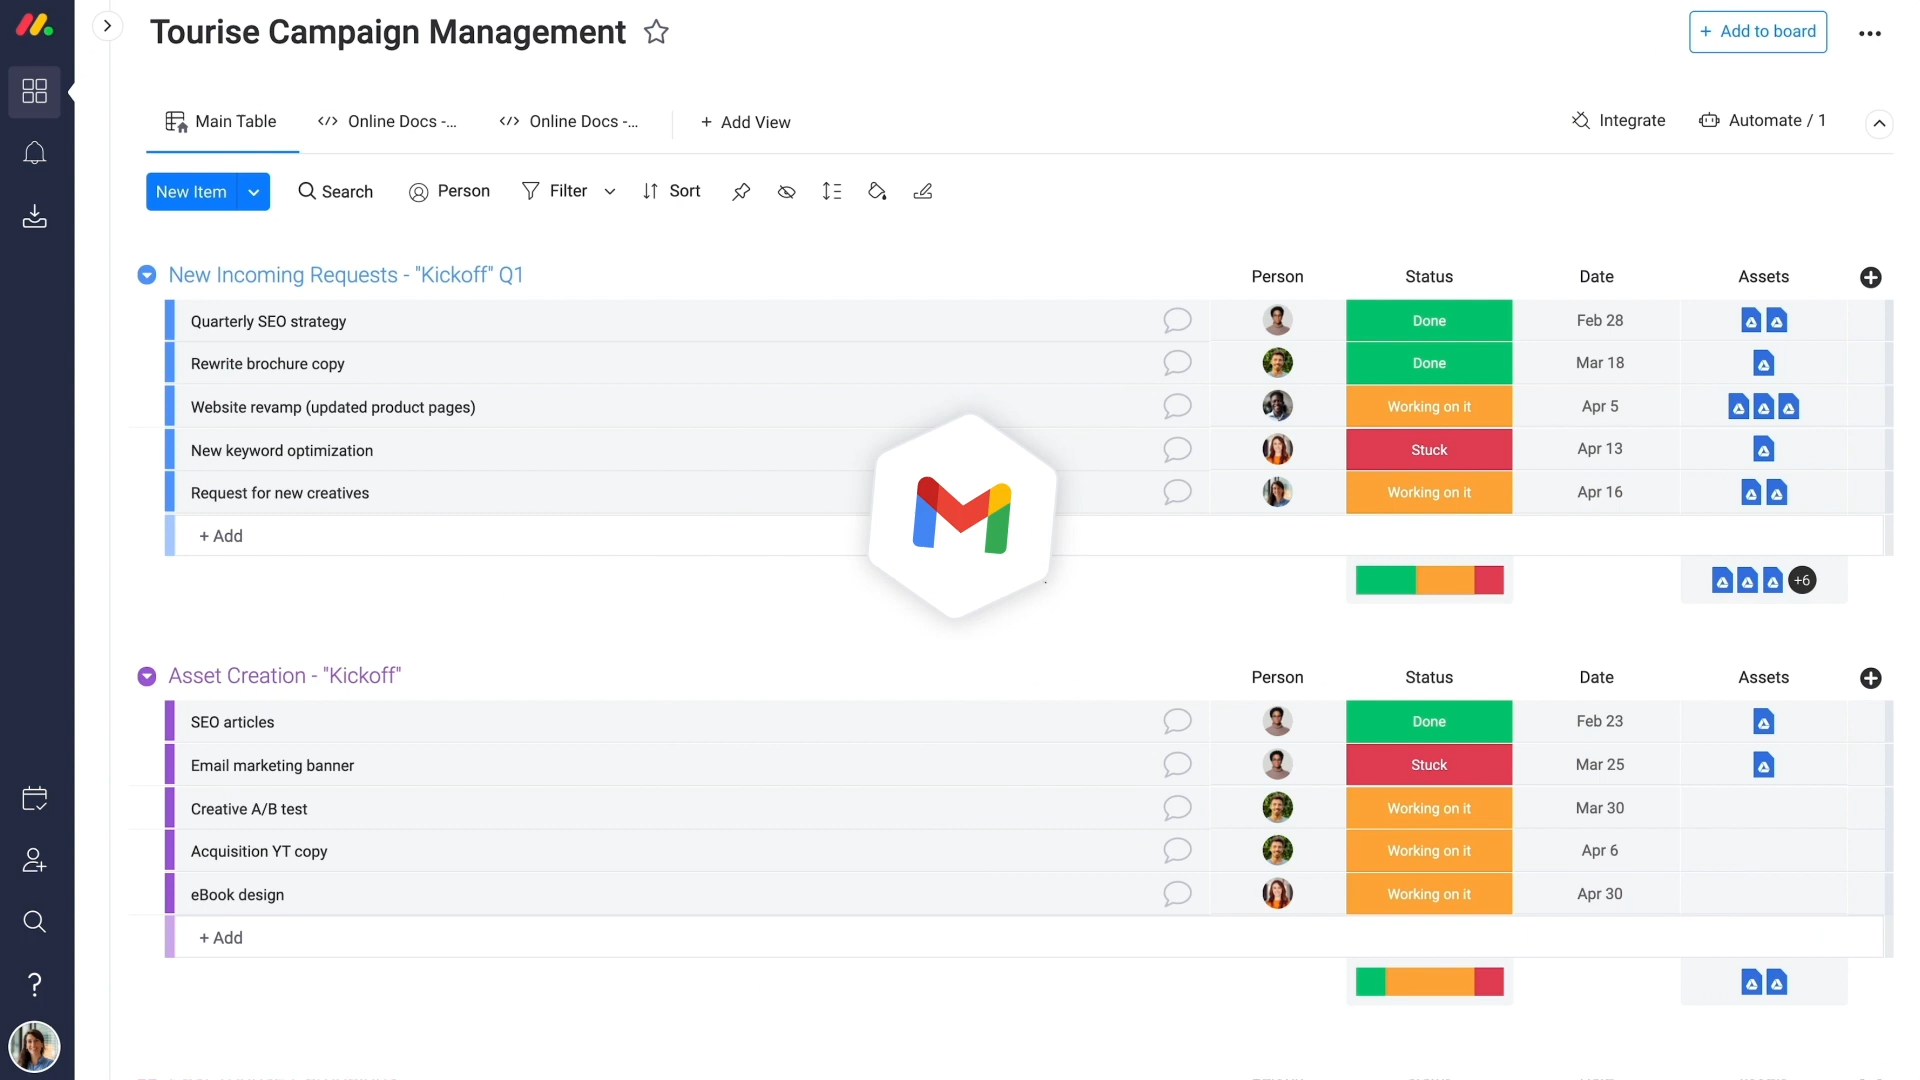 Tourise Campaign Management
+ Add to board
Main Table
</> Online Docs -...
</> Online Docs -...
+ Add View
Integrate
Automate / 1
New Item
Search
Person
Filter
Sort
New Incoming Requests - "Kickoff" Q1 Person Status Date Assets
Quarterly SEO strategy Done Feb 28
Rewrite brochure copy Done Mar 18
Website revamp (updated product pages) Working on it Apr 5
New keyword optimization Stuck Apr 13
Request for new creatives Working on it Apr 16
+ Add
+6
Asset Creation - "Kickoff" Person Status Date Assets
SEO articles Done Feb 23
Email marketing banner Stuck Mar 25
Creative A/B test Working on it Mar 30
Acquisition YT copy Working on it Apr 6
eBook design Working on it Apr 30
+ Add
?